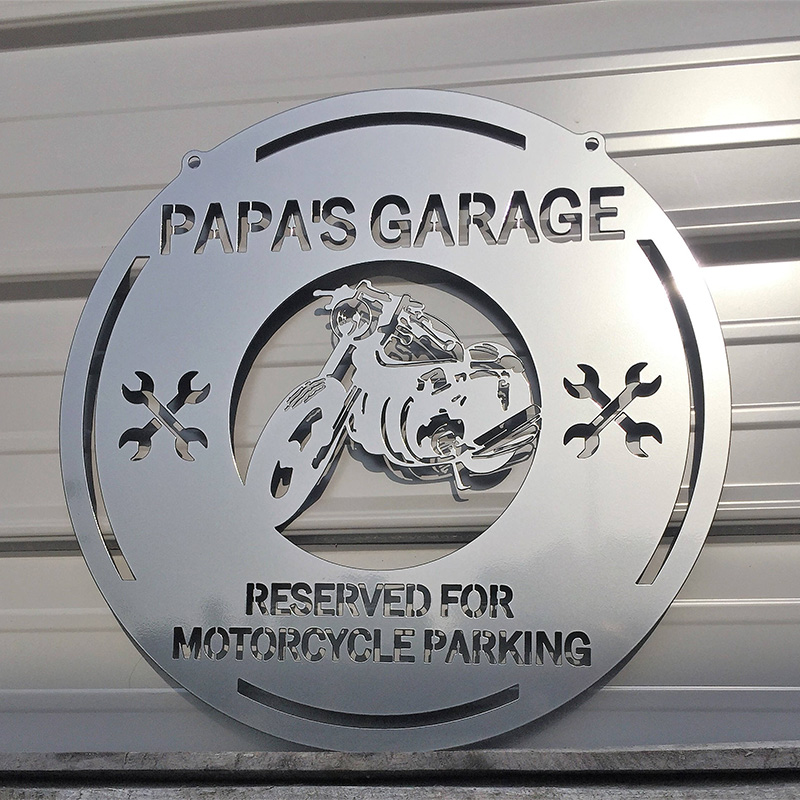 PAPA'S GARAGE
RESERVED FOR
MOTORCYCLE PARKING